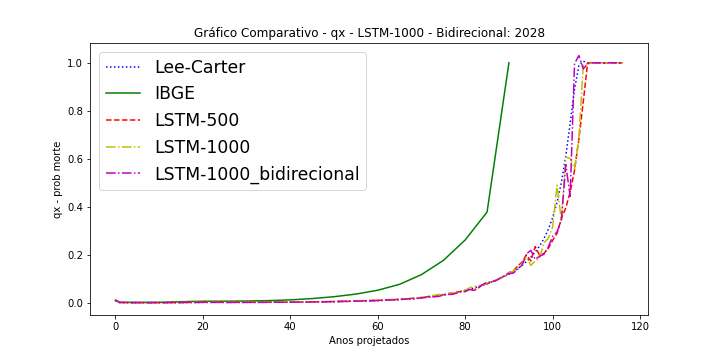 Gráfico Comparativo - qx - LSTM-1000 - Bidirecional: 2028
Lee-Carter
IBGE
LSTM-500
LSTM-1000
LSTM-1000_bidirecional
qx - prob morte
1.0
0.8
0.6
0.4
0.2
0.0
0 20 40 60 80 100 120
Anos projetados